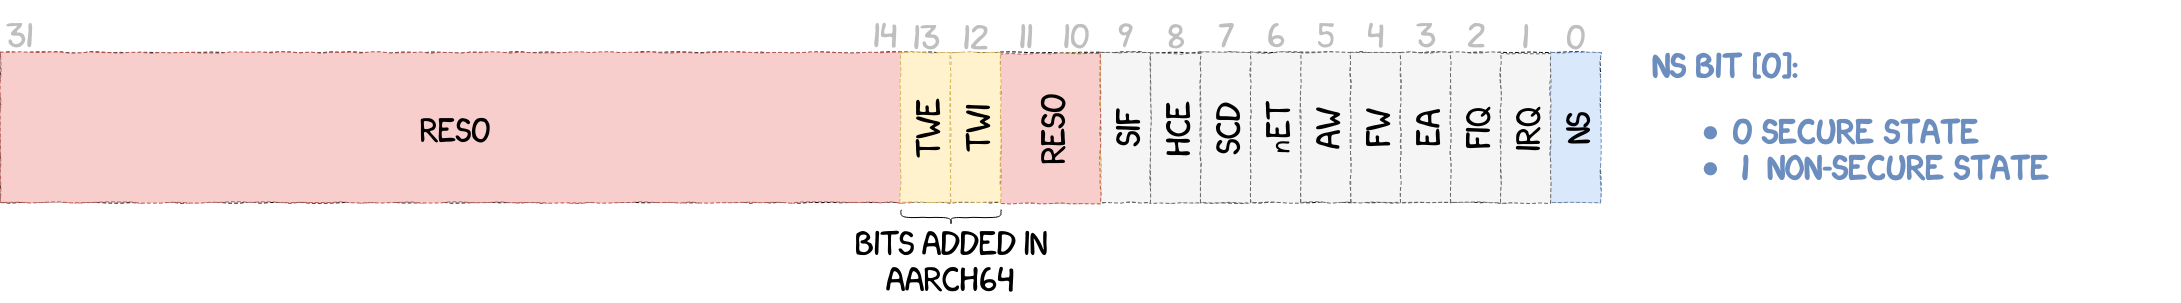 31 14 13 12 11 10 9 8 7 6 5 4 3 2 1 0
RES0 TWE TWI RES0 SIF HCE SCD nET AW FW EA FIQ IRQ NS
BITS ADDED IN
AARCH64
NS BIT [0]:
• 0 SECURE STATE
• 1 NON-SECURE STATE